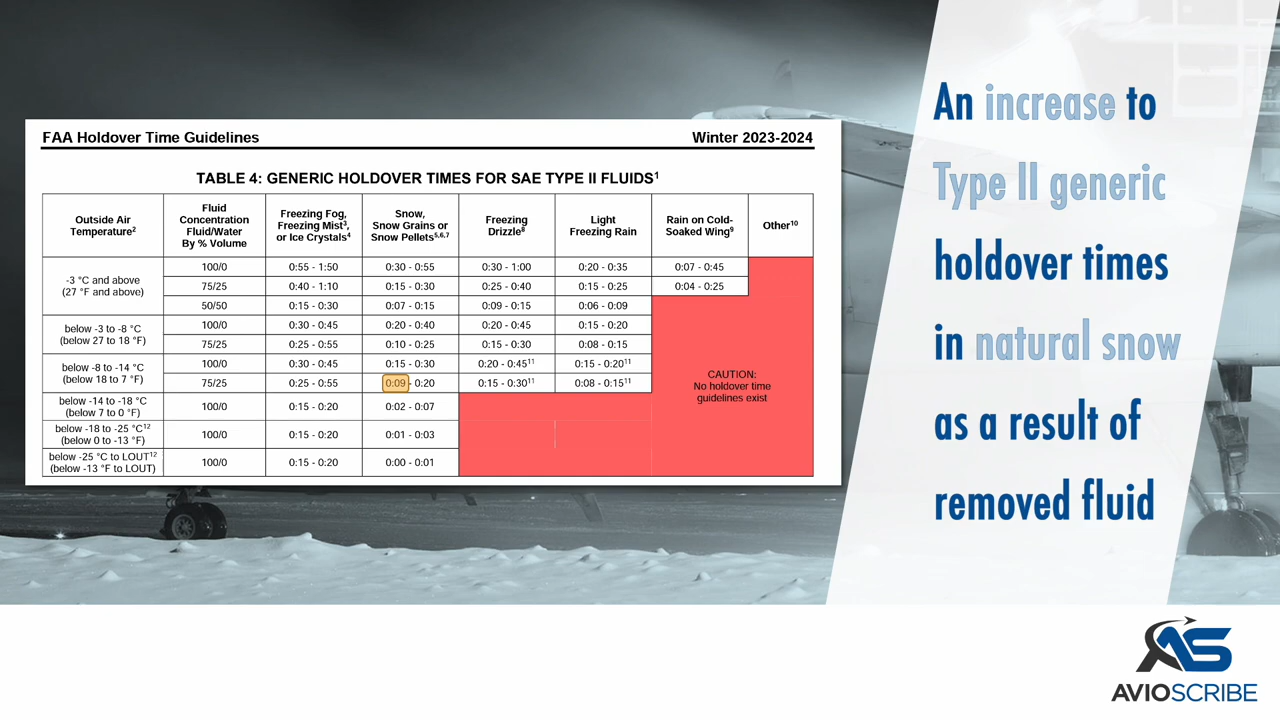 FAA Holdover Time Guidelines Winter 2023-2024
TABLE 4: GENERIC HOLDOVER TIMES FOR SAE TYPE II FLUIDS¹
Outside Air
Temperature²
Fluid
Concentration
Fluid/Water
By % Volume
Freezing Fog,
Freezing Mist³,
or Ice Crystals⁴
Snow,
Snow Grains or
Snow Pellets⁵,⁶,⁷
Freezing
Drizzle⁸
Light
Freezing Rain
Rain on Cold-
Soaked Wing⁹
Other¹⁰
-3 °C and above
(27 °F and above)
100/0 0:55 - 1:50 0:30 - 0:55 0:30 - 1:00 0:20 - 0:35 0:07 - 0:45
75/25 0:40 - 1:10 0:15 - 0:30 0:25 - 0:40 0:15 - 0:25 0:04 - 0:25
50/50 0:15 - 0:30 0:07 - 0:15 0:09 - 0:15 0:06 - 0:09
below -3 to -8 °C
(below 27 to 18 °F)
100/0 0:30 - 0:45 0:20 - 0:40 0:20 - 0:45 0:15 - 0:20
75/25 0:25 - 0:55 0:10 - 0:25 0:15 - 0:30 0:08 - 0:15
below -8 to -14 °C
(below 18 to 7 °F)
100/0 0:30 - 0:45 0:15 - 0:30 0:20 - 0:45¹¹ 0:15 - 0:20¹¹
75/25 0:25 - 0:55 0:09 - 0:20 0:15 - 0:30¹¹ 0:08 - 0:15¹¹
below -14 to -18 °C
(below 7 to 0 °F)
100/0 0:15 - 0:20 0:02 - 0:07
below -18 to -25 °C¹²
(below 0 to -13 °F)
100/0 0:15 - 0:20 0:01 - 0:03
below -25 °C to LOUT¹²
(below -13 °F to LOUT)
100/0 0:15 - 0:20 0:00 - 0:01
CAUTION:
No holdover time
guidelines exist
An increase to
Type II generic
holdover times
in natural snow
as a result of
removed fluid
AS
AVIOSCRIBE